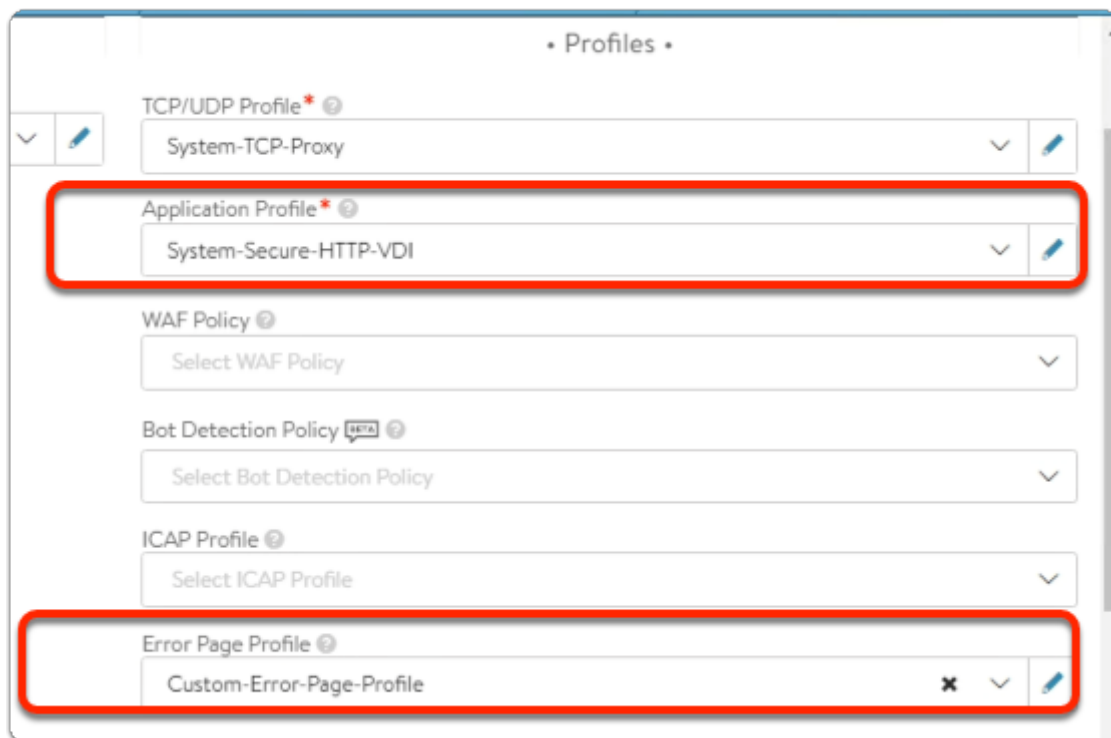 • Profiles •
TCP/UDP Profile*
System-TCP-Proxy
Application Profile*
System-Secure-HTTP-VDI
WAF Policy
Select WAF Policy
Bot Detection Policy BETA
Select Bot Detection Policy
ICAP Profile
Select ICAP Profile
Error Page Profile
Custom-Error-Page-Profile